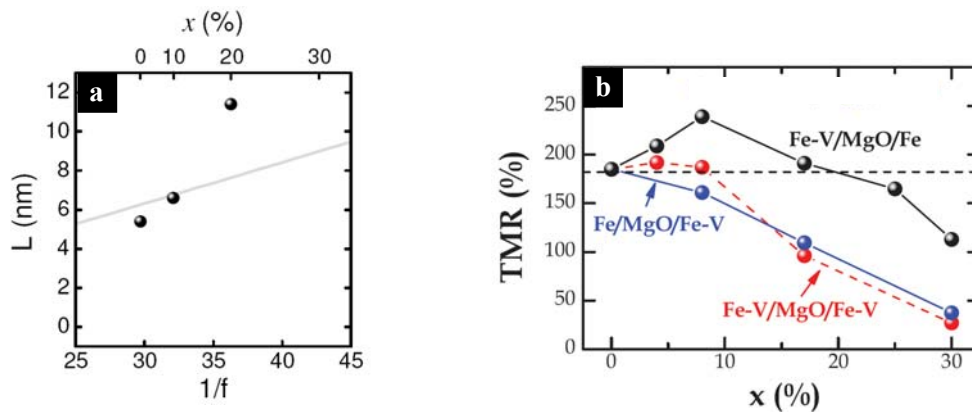 x (%)
0 10 20 30
a
12
10
8
6
4
2
0
L (nm)
25 30 35 40 45
1/f
b
250
200
150
100
50
0
TMR (%)
Fe-V/MgO/Fe
Fe/MgO/Fe-V
Fe-V/MgO/Fe-V
0 10 20 30
x (%)